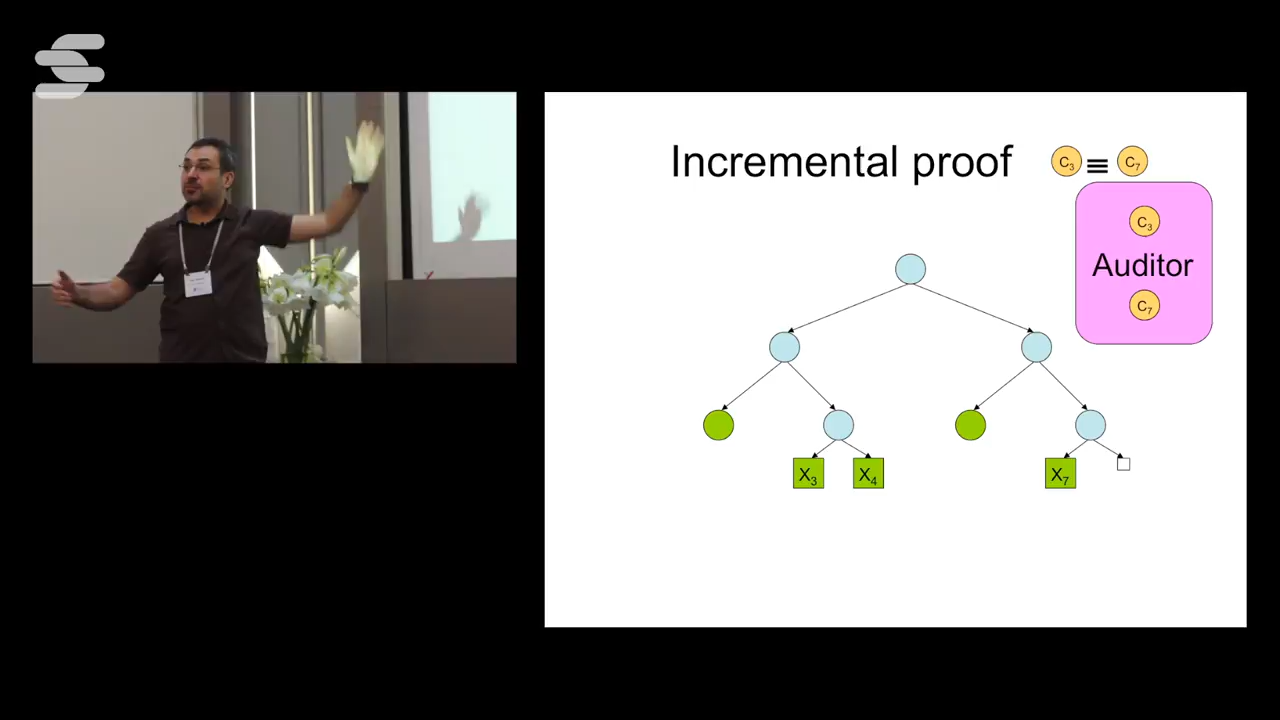 Incremental proof C₃ ≡ C₇
C₃
Auditor
C₇
X₃ X₄ X₇